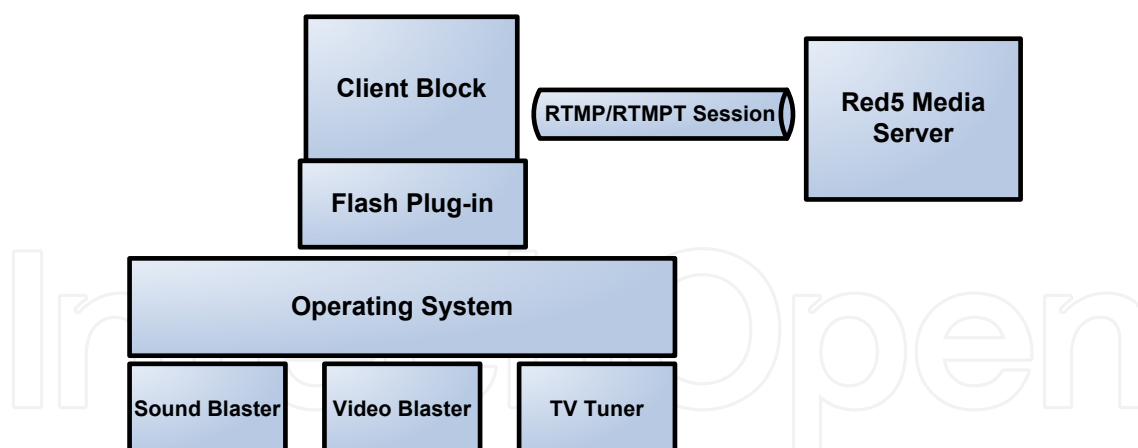 Client Block
RTMP/RTMPT Session
Red5 Media
Server
Flash Plug-in
Operating System
Sound Blaster
Video Blaster
TV Tuner